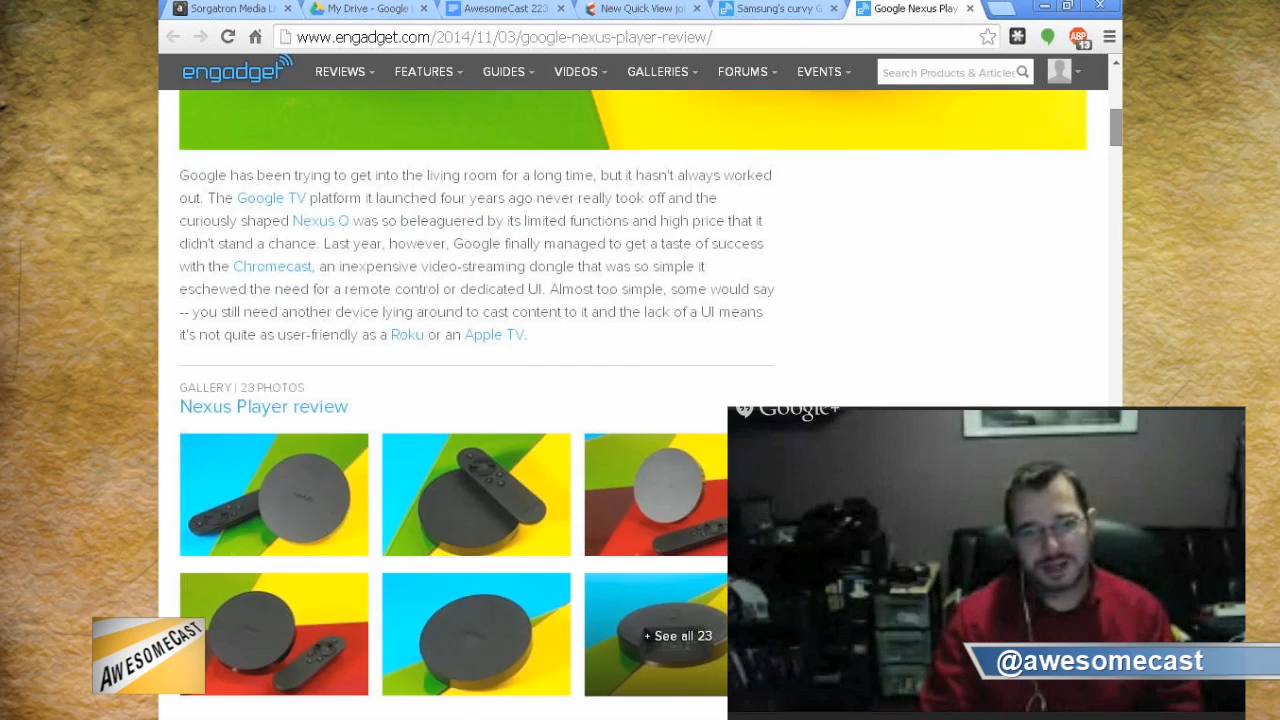 Sorgatron Media Li
My Drive - Google
AwesomeCast 223
New Quick View jo
Samsung's curvy G
Google Nexus Play
www.engadget.com/2014/11/03/google-nexus-player-review/
ABP
13
engadget
REVIEWS
FEATURES
GUIDES
VIDEOS
GALLERIES
FORUMS
EVENTS
Search Products & Articles
Google has been trying to get into the living room for a long time, but it hasn't always worked
out. The Google TV platform it launched four years ago never really took off and the
curiously shaped Nexus Q was so beleaguered by its limited functions and high price that it
didn't stand a chance. Last year, however, Google finally managed to get a taste of success
with the Chromecast, an inexpensive video-streaming dongle that was so simple it
eschewed the need for a remote control or dedicated UI. Almost too simple, some would say
-- you still need another device lying around to cast content to it and the lack of a UI means
it's not quite as user-friendly as a Roku or an Apple TV.
GALLERY | 23 PHOTOS
Nexus Player review
Google+
+ See all 23
AWESOMECAST
@awesomecast